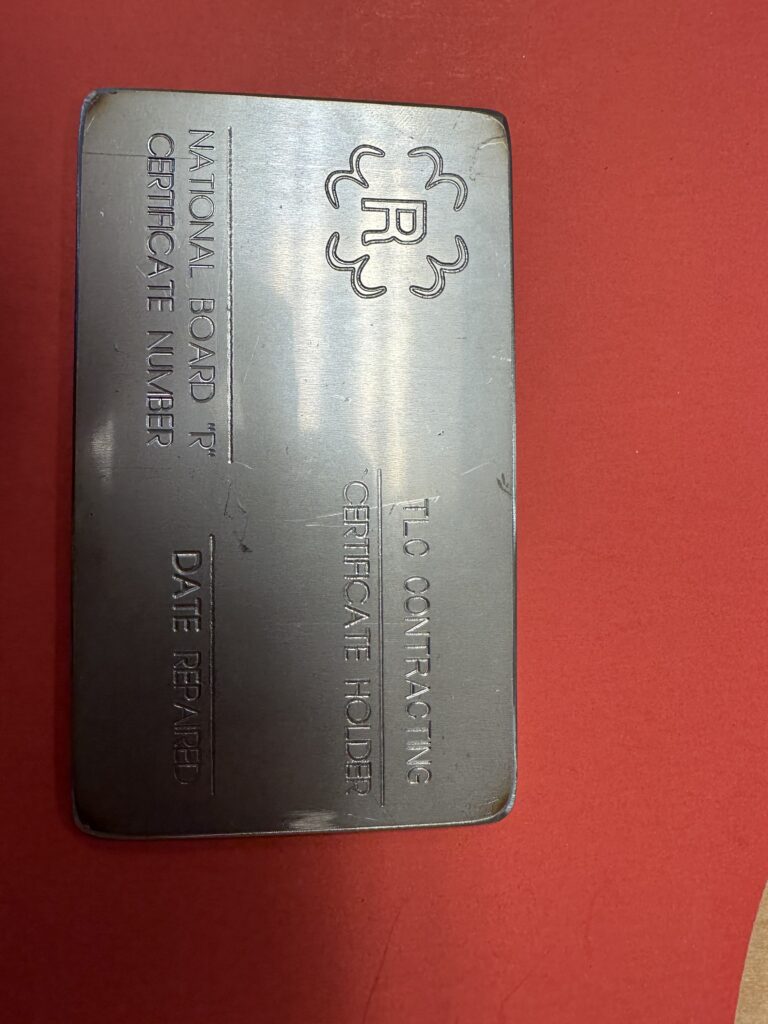 R
TLC CONTRACTING
CERTIFICATE HOLDER
NATIONAL BOARD "R"
CERTIFICATE NUMBER
DATE REPAIRED